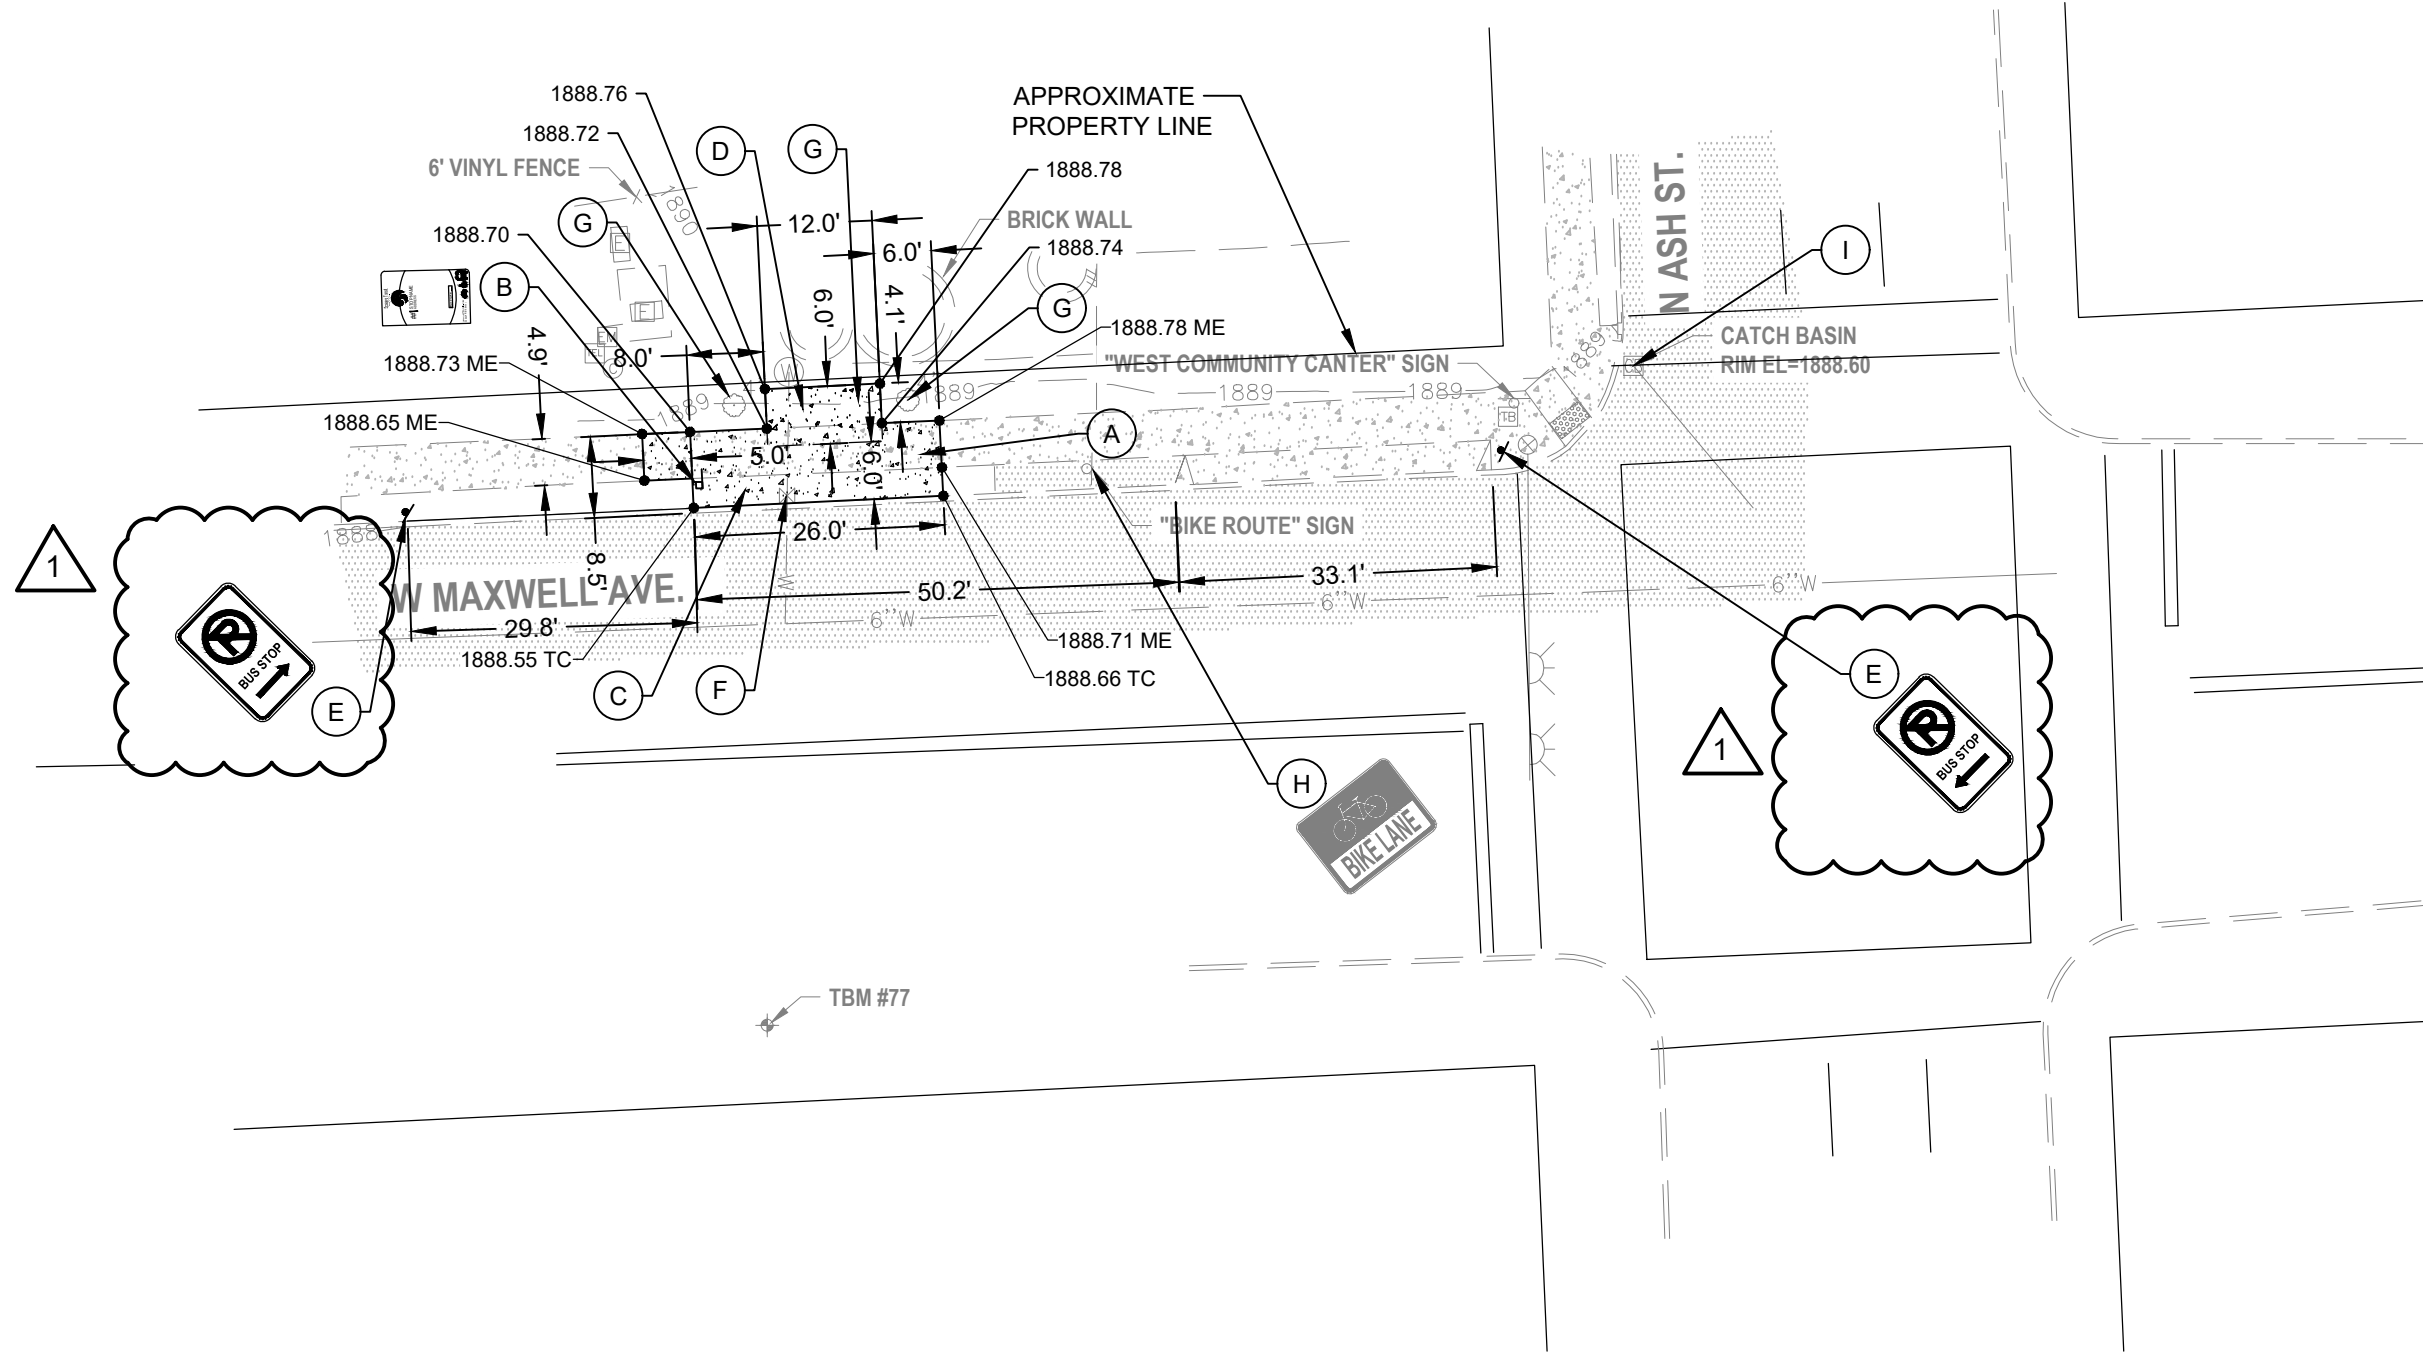 1888.76
APPROXIMATE
PROPERTY LINE
1888.72
D
G
6' VINYL FENCE
1888.78
1890
G
12.0'
BRICK WALL
N ASH ST.
1888.70
1888.74
6.0'
I
E
B
6.0'
4.1'
G
E
1888.78 ME
EM
TEL
C
CATCH BASIN
RIM EL=1888.60
4.9'
8.0'
1888.73 ME
W
"WEST COMMUNITY CANTER" SIGN
1889
1889
1889
1889
1889
1888.65 ME
TB
A
5.0'
6.0'
26.0'
"BIKE ROUTE" SIGN
1888
8.5'
1
W MAXWELL AVE.
W
50.2'
33.1'
6''W
6''W
6''W
29.8'
1888.55 TC
1888.71 ME
1888.66 TC
R
BUS STOP
E
C
F
E
H
BIKE LANE
1
R
BUS STOP
TBM #77